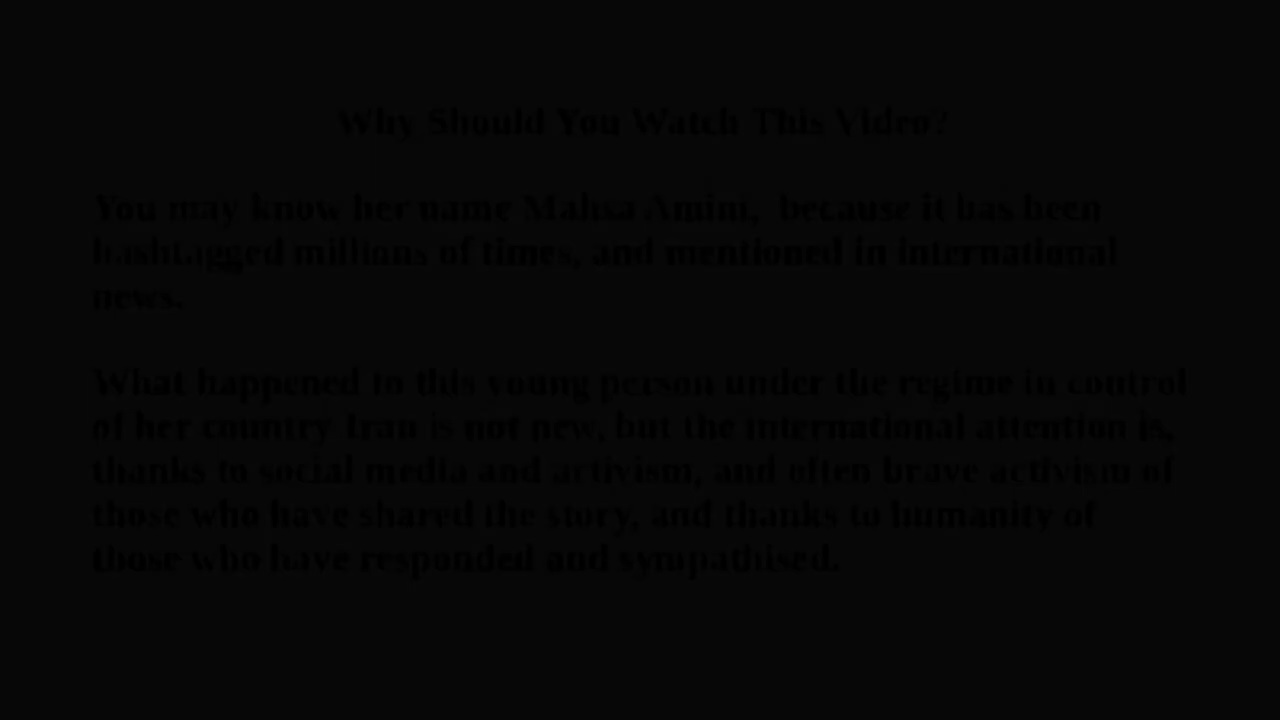 Why Should You Watch This Video?
You may know her name Mahsa Amini, because it has been
hashtagged millions of times, and mentioned in international
news.
What happened to this young person under the regime in control
of her country Iran is not new, but the international attention is,
thanks to social media and activism, and often brave activism of
those who have shared the story, and thanks to humanity of
those who have responded and sympathised.